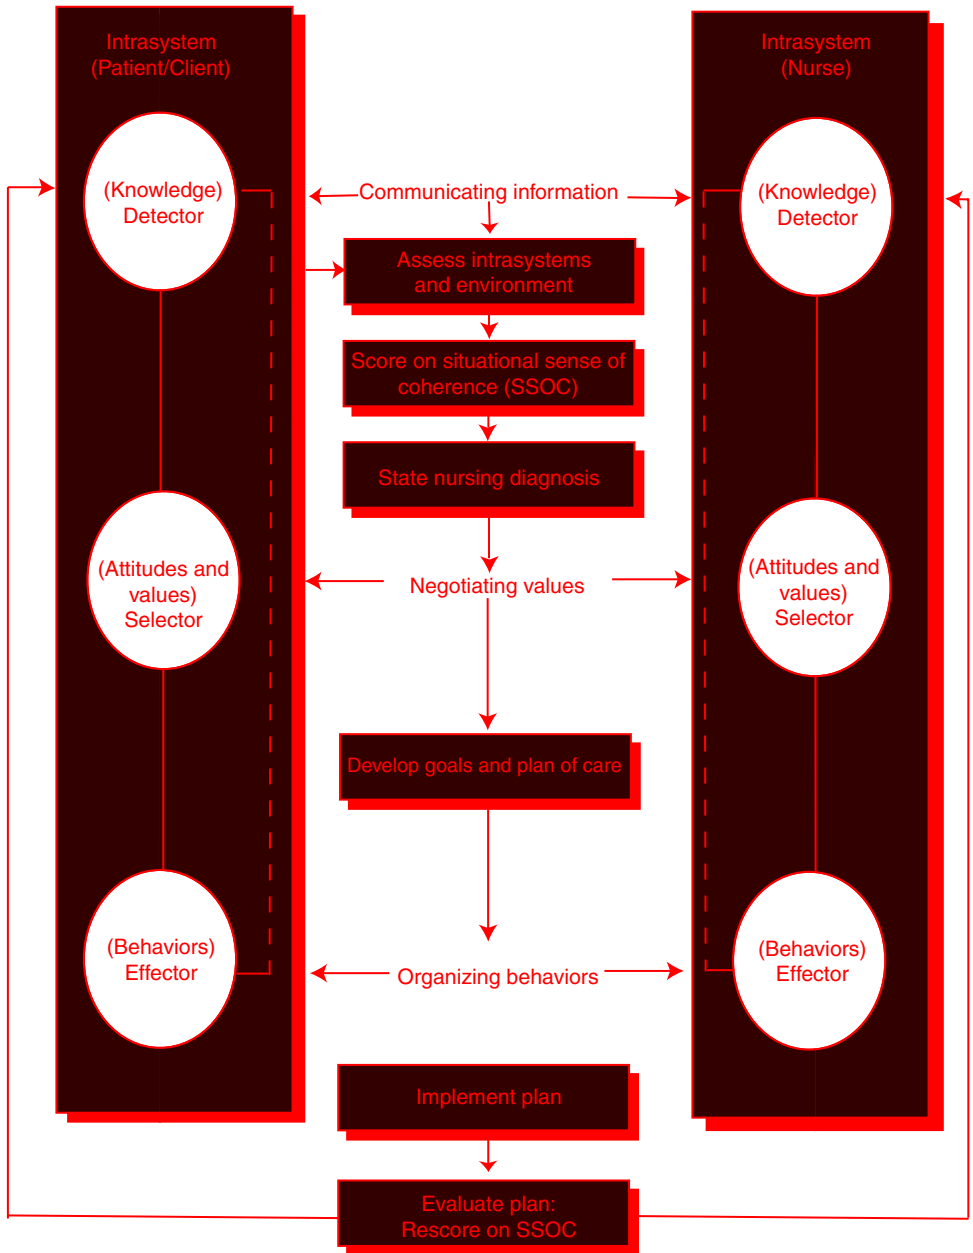 Intrasystem
(Patient/Client)
(Knowledge)
Detector
(Attitudes and
values)
Selector
(Behaviors)
Effector
Communicating information
Assess intrasystems
and environment
Score on situational sense of
coherence (SSOC)
State nursing diagnosis
Negotiating values
Develop goals and plan of care
Organizing behaviors
Implement plan
Evaluate plan:
Rescore on SSOC
Intrasystem
(Nurse)
(Knowledge)
Detector
(Attitudes and
values)
Selector
(Behaviors)
Effector